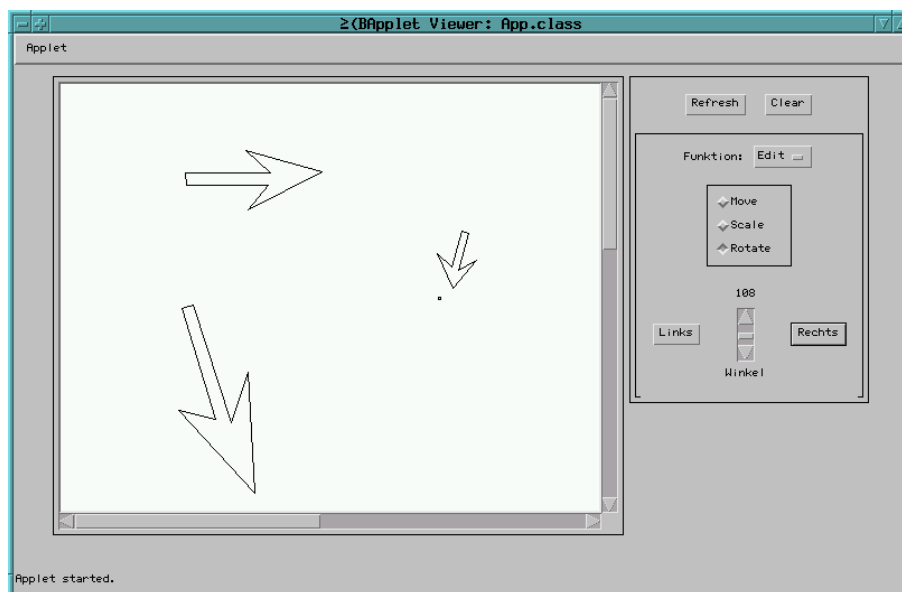 ≥(BApplet Viewer: App.class
Applet
Refresh Clear
Funktion: Edit
Move
Scale
Rotate
108
Links Rechts
Winkel
Applet started.